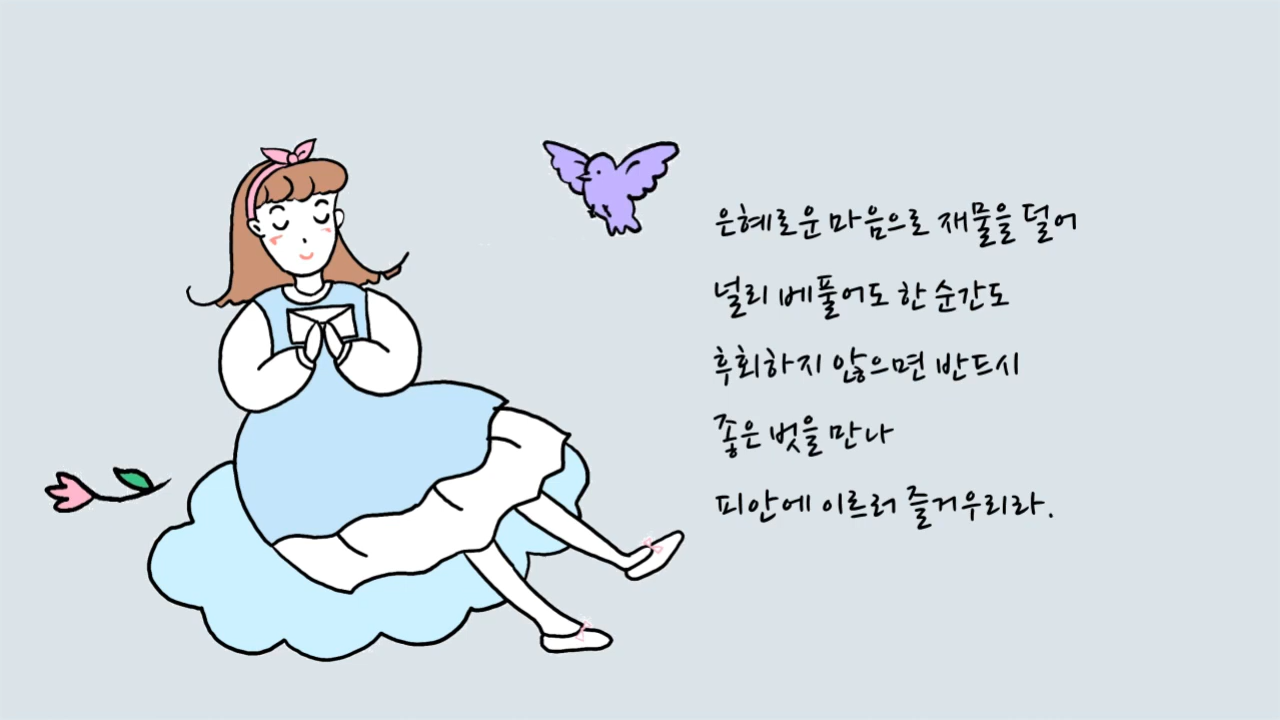 은혜로운 마음으로 재물을 덜어
널리 베풀어도 한 순간도
후회하지 않으면 반드시
좋은 벗을 만나
피안에 이르러 즐거우리라.